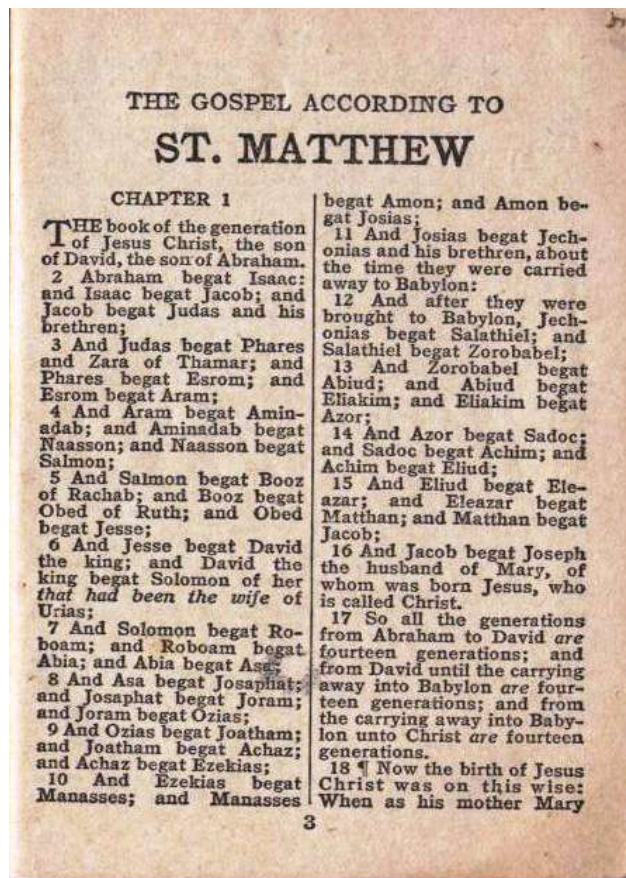 THE GOSPEL ACCORDING TO
ST. MATTHEW
CHAPTER 1
THE book of the generation
of Jesus Christ, the son
of David, the son of Abraham.
2 Abraham begat Isaac:
and Isaac begat Jacob; and
Jacob begat Judas and his
brethren;
3 And Judas begat Phares
and Zara of Thamar; and
Phares begat Esrom; and
Esrom begat Aram;
4 And Aram begat Amin-
adab; and Aminadab begat
Naasson; and Naasson begat
Salmon;
5 And Salmon begat Booz
of Rachab; and Booz begat
Obed of Ruth; and Obed
begat Jesse;
6 And Jesse begat David
the king; and David the
king begat Solomon of her
that had been the wife of
Urias;
7 And Solomon begat Ro-
boam; and Roboam begat
Abia; and Abia begat Asa;
8 And Asa begat Josaphat;
and Josaphat begat Joram;
and Joram begat Ozias;
9 And Ozias begat Joatham;
and Joatham begat Achaz;
and Achaz begat Ezekias;
10 And Ezekias begat
Manasses; and Manasses
begat Amon; and Amon be-
gat Josias;
11 And Josias begat Jech-
onias and his brethren, about
the time they were carried
away to Babylon:
12 And after they were
brought to Babylon, Jech-
onias begat Salathiel; and
Salathiel begat Zorobabel;
13 And Zorobabel begat
Abiud; and Abiud begat
Eliakim; and Eliakim begat
Azor;
14 And Azor begat Sadoc;
and Sadoc begat Achim; and
Achim begat Eliud;
15 And Eliud begat Ele-
azar; and Eleazar begat
Matthan; and Matthan begat
Jacob;
16 And Jacob begat Joseph
the husband of Mary, of
whom was born Jesus, who
is called Christ.
17 So all the generations
from Abraham to David are
fourteen generations; and
from David until the carrying
away into Babylon are four-
teen generations; and from
the carrying away into Baby-
lon unto Christ are fourteen
generations.
18 ¶ Now the birth of Jesus
Christ was on this wise:
When as his mother Mary
3